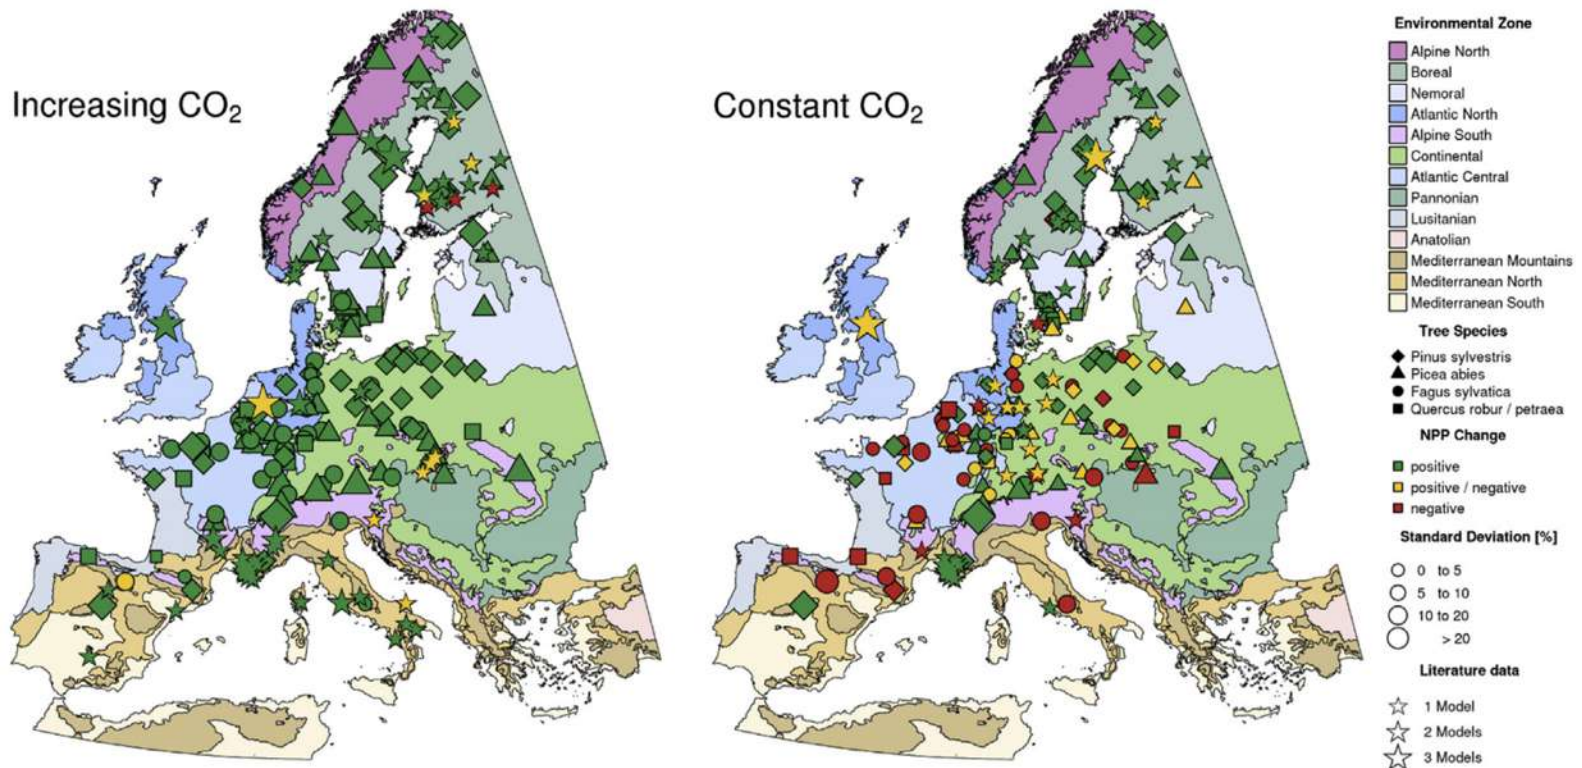 Increasing CO₂
Constant CO₂
Environmental Zone
Alpine North
Boreal
Nemoral
Atlantic North
Alpine South
Continental
Atlantic Central
Pannonian
Lusitanian
Anatolian
Mediterranean Mountains
Mediterranean North
Mediterranean South
Tree Species
Pinus sylvestris
Picea abies
Fagus sylvatica
Quercus robur / petraea
NPP Change
positive
positive / negative
negative
Standard Deviation [%]
0 to 5
5 to 10
10 to 20
> 20
Literature data
1 Model
2 Models
3 Models